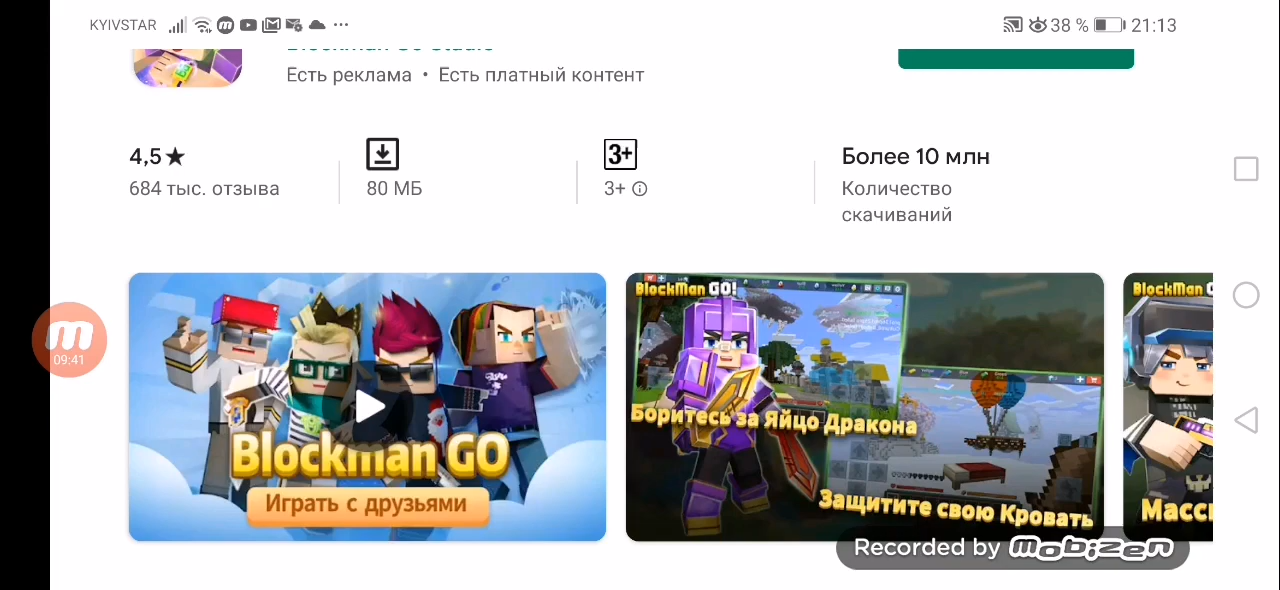 KYIVSTAR
38 %
21:13
Есть реклама • Есть платный контент
4,5★
684 тыс. отзыва
80 МБ
3+
3+
Более 10 млн
Количество
скачиваний
09:41
Blockman GO
Играть с друзьями
BlockMan GO!
Боритесь за Яйцо Дракона
Защитите свою Кровать
BlockMan
Recorded by mobizen